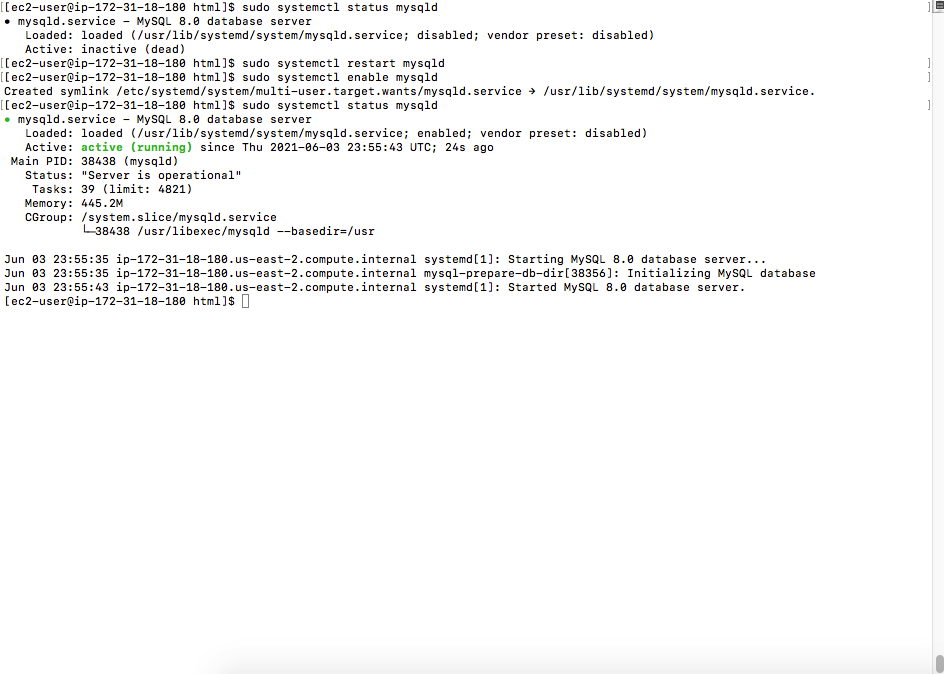 [[ec2-user@ip-172-31-18-180 html]$ sudo systemctl status mysqld ]
● mysqld.service – MySQL 8.0 database server
   Loaded: loaded (/usr/lib/systemd/system/mysqld.service; disabled; vendor preset: disabled)
   Active: inactive (dead)
[[ec2-user@ip-172-31-18-180 html]$ sudo systemctl restart mysqld ]
[[ec2-user@ip-172-31-18-180 html]$ sudo systemctl enable mysqld ]
Created symlink /etc/systemd/system/multi-user.target.wants/mysqld.service → /usr/lib/systemd/system/mysqld.service.
[[ec2-user@ip-172-31-18-180 html]$ sudo systemctl status mysqld ]
● mysqld.service – MySQL 8.0 database server
   Loaded: loaded (/usr/lib/systemd/system/mysqld.service; enabled; vendor preset: disabled)
   Active: active (running) since Thu 2021-06-03 23:55:43 UTC; 24s ago
 Main PID: 38438 (mysqld)
   Status: "Server is operational"
    Tasks: 39 (limit: 4821)
   Memory: 445.2M
   CGroup: /system.slice/mysqld.service
           └─38438 /usr/libexec/mysqld --basedir=/usr

Jun 03 23:55:35 ip-172-31-18-180.us-east-2.compute.internal systemd[1]: Starting MySQL 8.0 database server...
Jun 03 23:55:35 ip-172-31-18-180.us-east-2.compute.internal mysql-prepare-db-dir[38356]: Initializing MySQL database
Jun 03 23:55:43 ip-172-31-18-180.us-east-2.compute.internal systemd[1]: Started MySQL 8.0 database server.
[ec2-user@ip-172-31-18-180 html]$